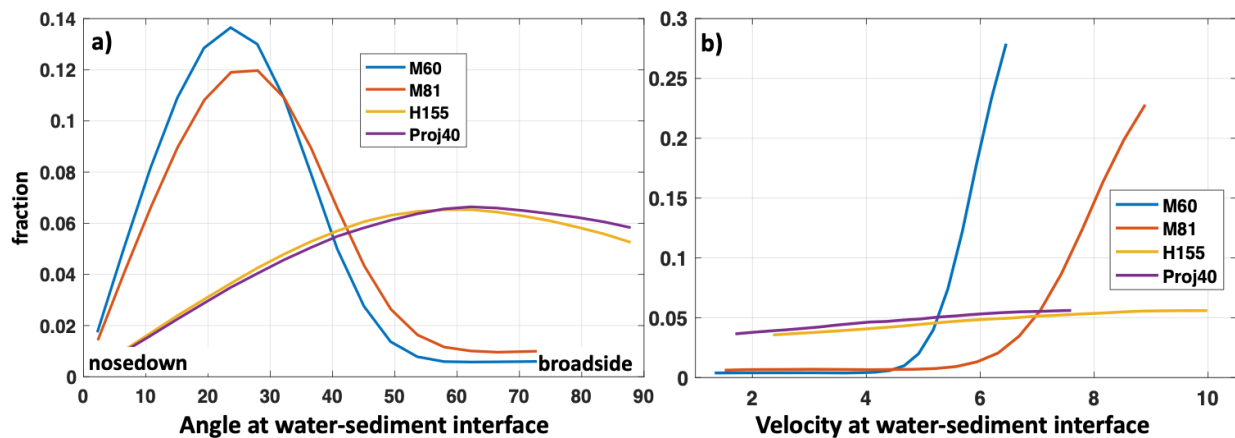 a)
0.14
0.12
0.1
0.08
0.06
0.04
0.02
0
fraction
M60
M81
H155
Proj40
nosedown
broadside
0 10 20 30 40 50 60 70 80 90
Angle at water-sediment interface
b)
0.3
0.25
0.2
0.15
0.1
0.05
0
M60
M81
H155
Proj40
2 4 6 8 10
Velocity at water-sediment interface